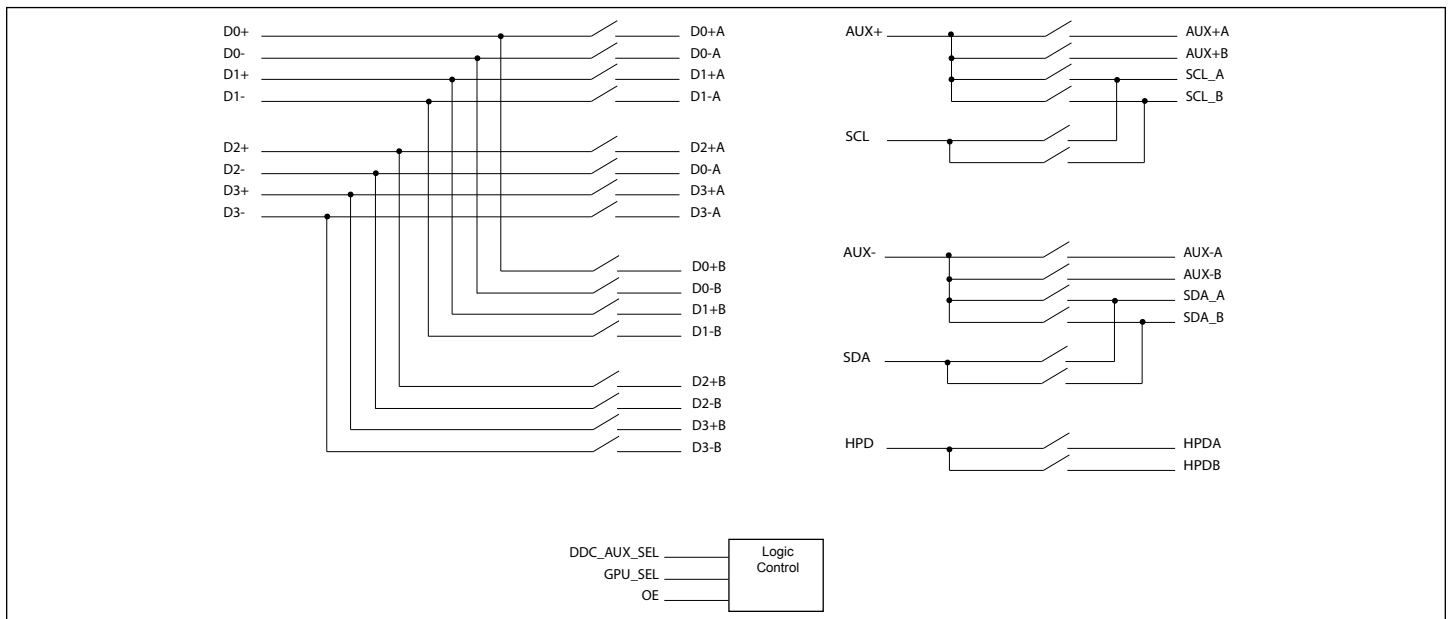 D0+
D0-
D1+
D1-
D2+
D2-
D3+
D3-
D0+A
D0-A
D1+A
D1-A
D2+A
D0-A
D3+A
D3-A
D0+B
D0-B
D1+B
D1-B
D2+B
D2-B
D3+B
D3-B
AUX+
SCL
AUX+A
AUX+B
SCL_A
SCL_B
AUX-
SDA
AUX-A
AUX-B
SDA_A
SDA_B
HPD
HPDA
HPDB
DDC_AUX_SEL
GPU_SEL
OE
Logic
Control